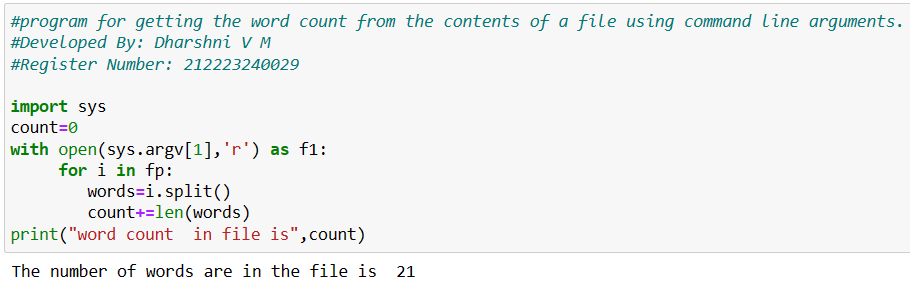 #program for getting the word count from the contents of a file using command line arguments.
#Developed By: Dharshni V M
#Register Number: 212223240029
import sys
count=0
with open(sys.argv[1],'r') as f1:
for i in fp:
words=i.split()
count+=len(words)
print("word count  in file is",count)
The number of words are in the file is  21